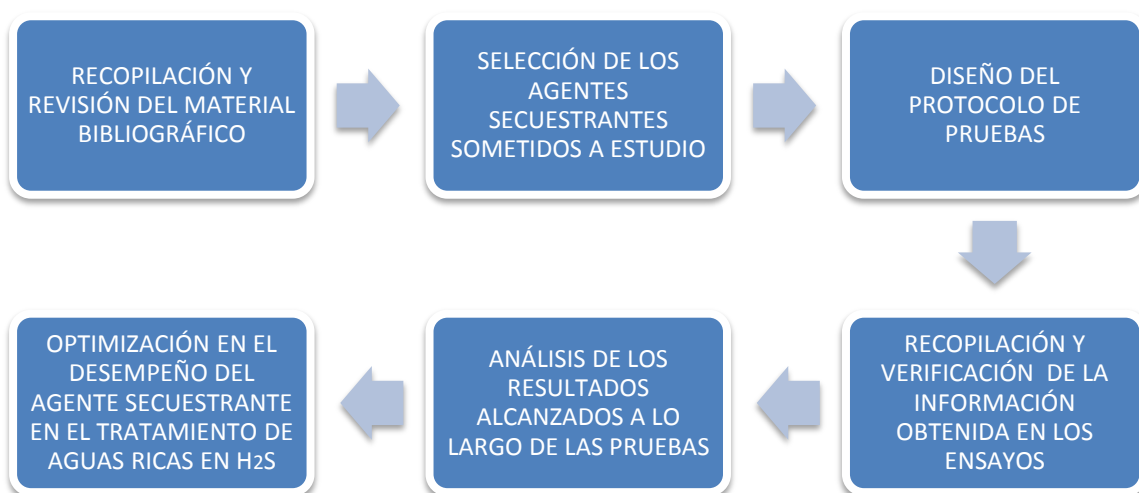 RECOPILACIÓN Y
REVISIÓN DEL MATERIAL
BIBLIOGRÁFICO
SELECCIÓN DE LOS
AGENTES
SECUESTRANTES
SOMETIDOS A ESTUDIO
DISEÑO DEL
PROTOCOLO DE
PRUEBAS
RECOPILACIÓN Y
VERIFICACIÓN DE LA
INFORMACIÓN
OBTENIDA EN LOS
ENSAYOS
ANÁLISIS DE LOS
RESULTADOS
ALCANZADOS A LO
LARGO DE LAS PRUEBAS
OPTIMIZACIÓN EN EL
DESEMPEÑO DEL
AGENTE SECUESTRANTE
EN EL TRATAMIENTO DE
AGUAS RICAS EN H2S